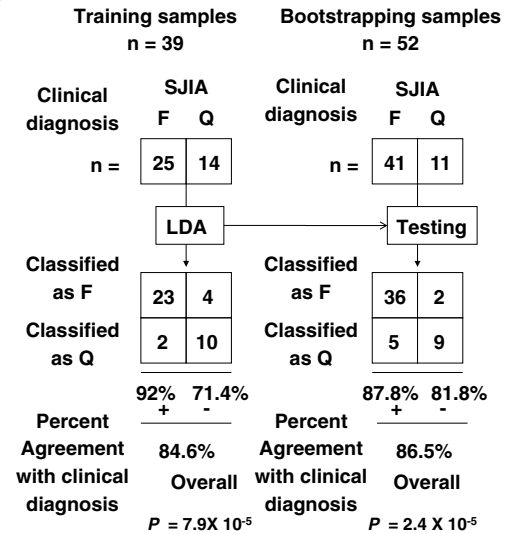 Training samples
n = 39
Bootstrapping samples
n = 52
Clinical
diagnosis
SJIA
F Q
n =
25 14
Clinical
diagnosis
SJIA
F Q
n =
41 11
LDA
Testing
Classified
as F
Classified
as Q
23 4
2 10
Classified
as F
Classified
as Q
36 2
5 9
92% 71.4%
+ -
Percent
Agreement
with clinical
diagnosis
84.6%
Overall
P = 7.9X 10-5
87.8% 81.8%
+ -
Percent
Agreement
with clinical
diagnosis
86.5%
Overall
P = 2.4 X 10-5